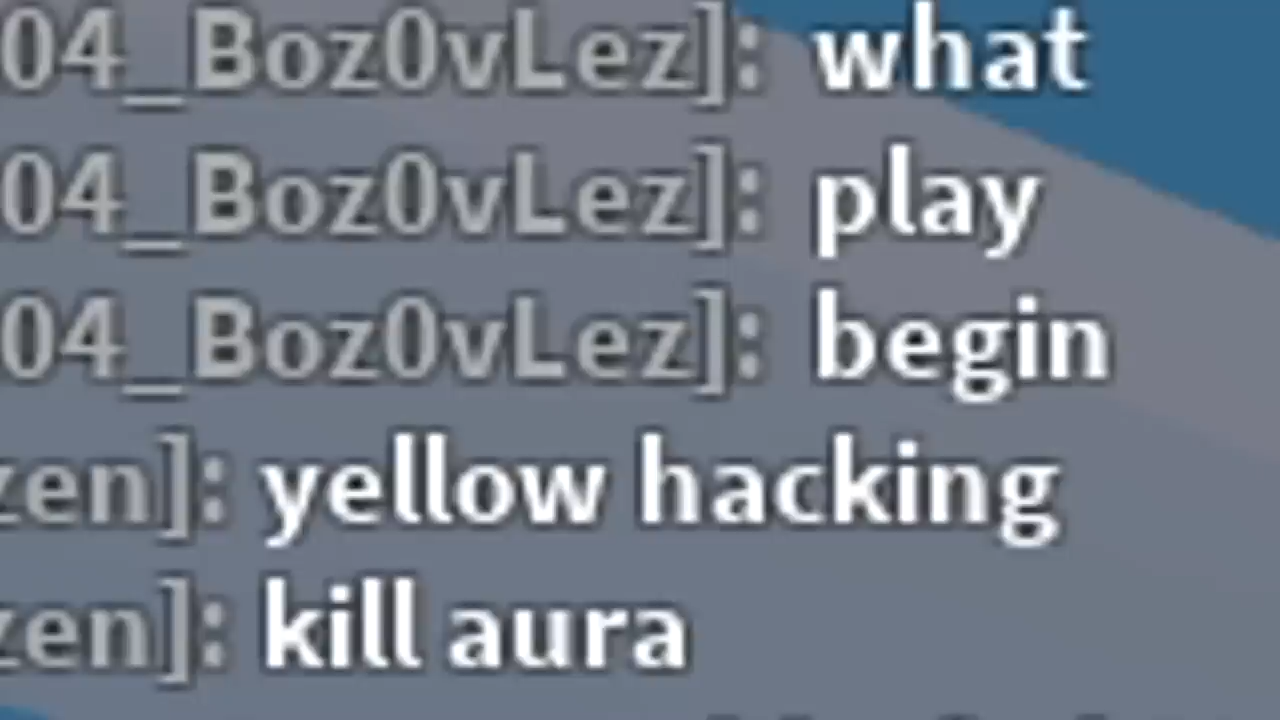 04_Boz0vLez]: what
04_Boz0vLez]: play
04_Boz0vLez]: begin
zen]: yellow hacking
zen]: kill aura